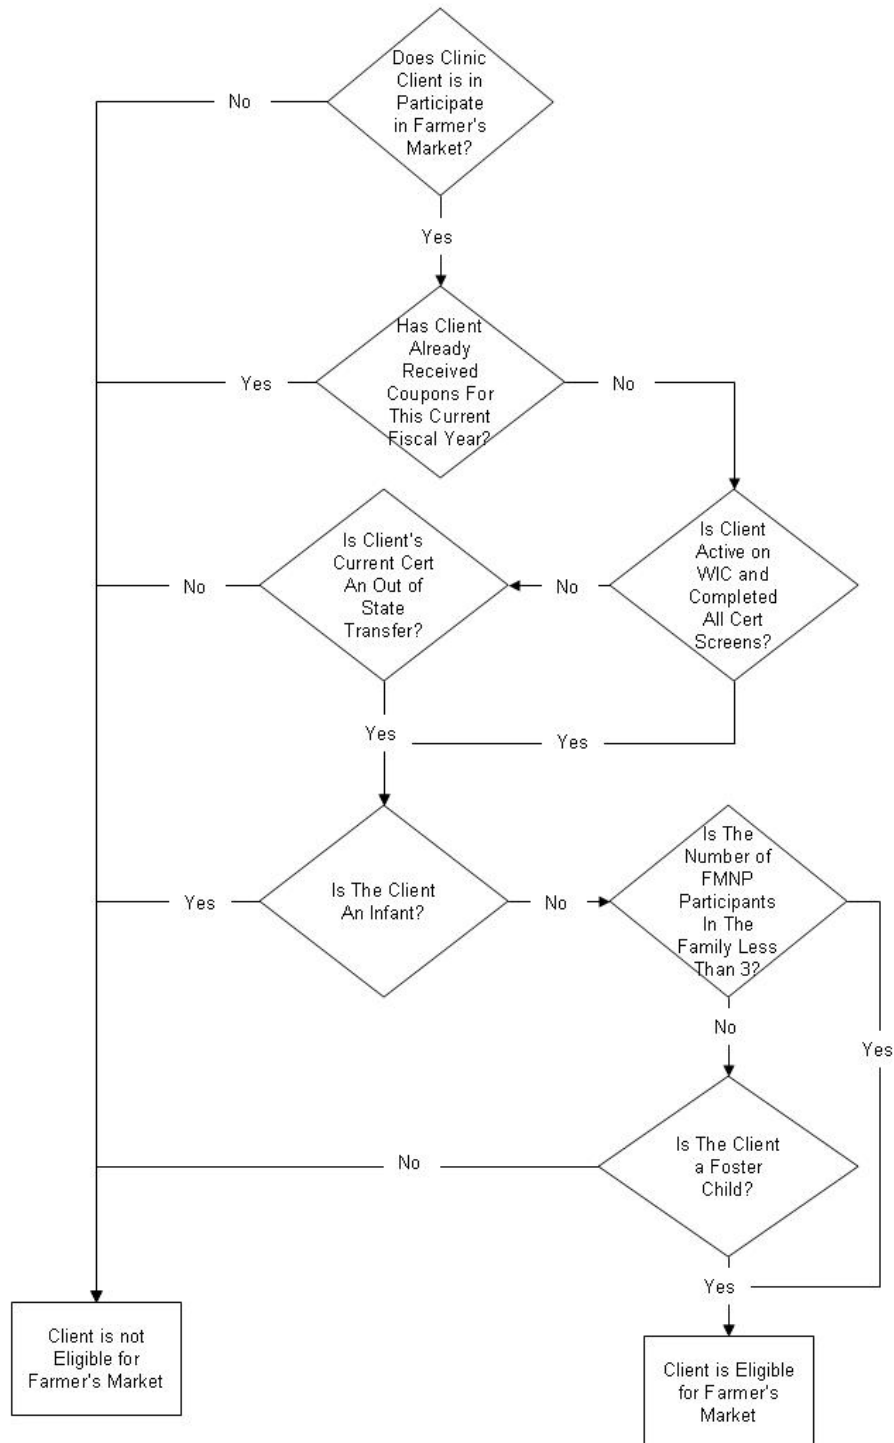 Does Clinic
Client is in
Participate
in Farmer's
Market?
No
Yes
Has Client
Already
Received
Coupons For
This Current
Fiscal Year?
Yes
No
Is Client's
Current Cert
An Out of
State
Transfer?
Is Client
Active on
WIC and
Completed
All Cert
Screens?
No
No
Yes
Yes
Is The Client
An Infant?
Is The
Number of
FMNP
Participants
In The
Family Less
Than 3?
Yes
No
No
Yes
Is The Client
a Foster
Child?
No
Yes
Client is not
Eligible for
Farmer's Market
Client is Eligible
for Farmer's
Market